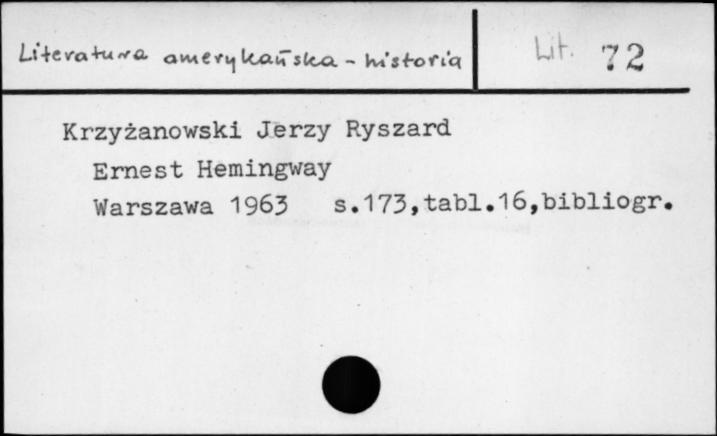 Literatura amerykańska - historia
Lit. 72
Krzyżanowski Jerzy Ryszard
Ernest Hemingway
Warszawa 1963 s.173,tabl.16,bibliogr.